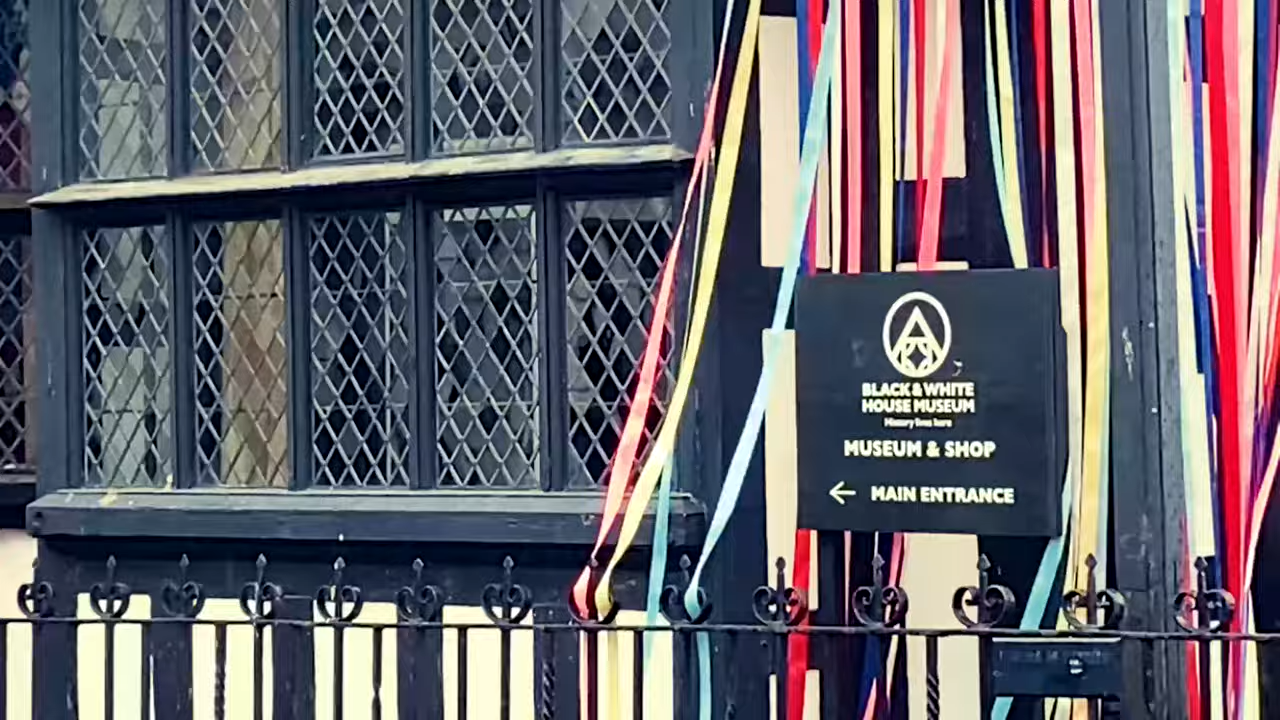 BLACK & WHITE
HOUSE MUSEUM
History lives here
MUSEUM & SHOP
← MAIN ENTRANCE